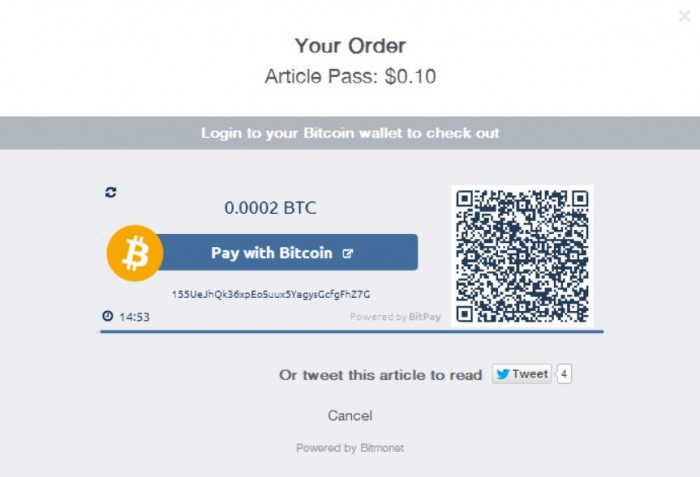 Your Order
Article Pass: $0.10
Login to your Bitcoin wallet to check out
0.0002 BTC
Pay with Bitcoin
155UeJhQk36xpEoSuux5YagysGcfgFhZ7G
14:53
Powered by BitPay
Or tweet this article to read
Tweet
4
Cancel
Powered by Bitmonet